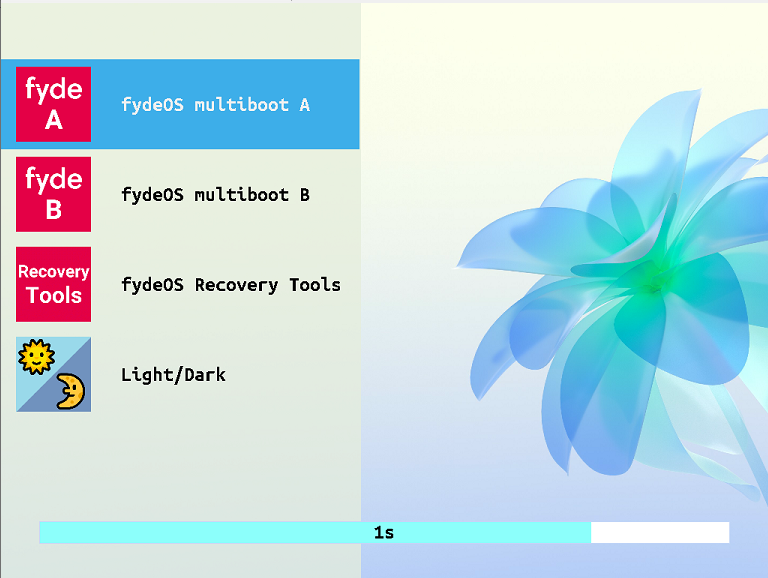 fyde
A
fydeOS multiboot A
fyde
B
fydeOS multiboot B
Recovery
Tools
fydeOS Recovery Tools
Light/Dark
1s